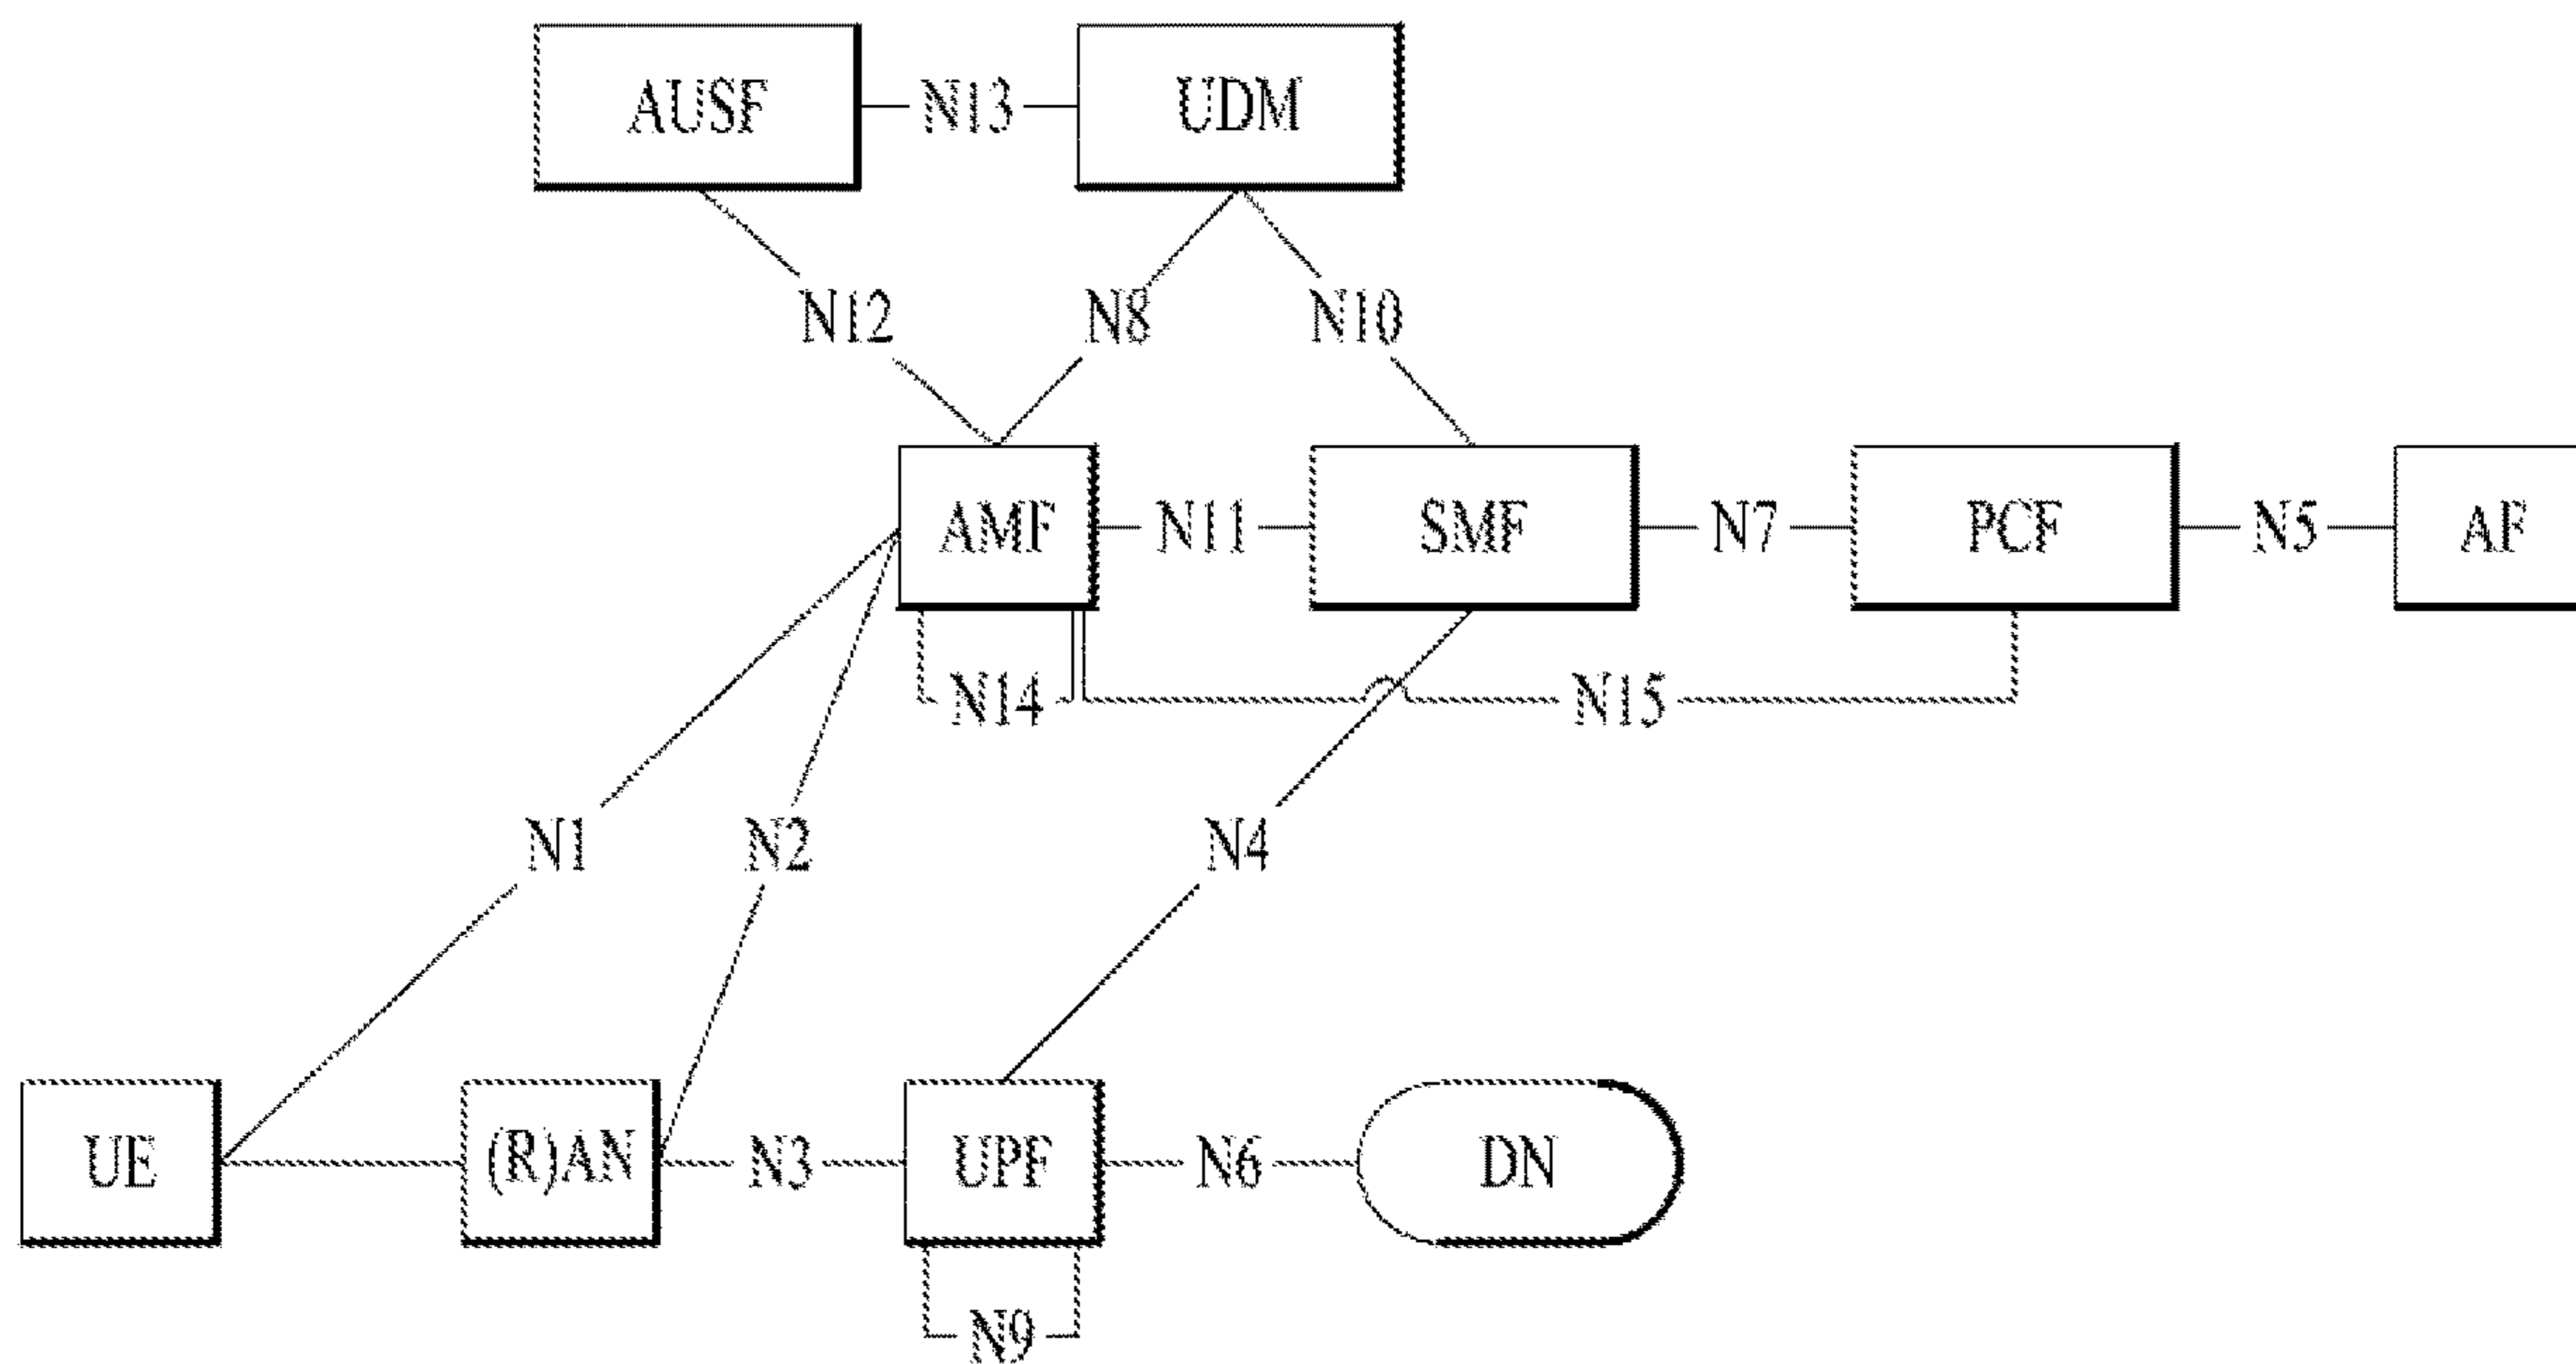 AUSF N13 UDM
N12 N8 N10
AMF N11 SMF N7 PCF N5 AF
N14 N15
N1 N2 N4
UE (R)AN N3 UPF N6 DN
N9